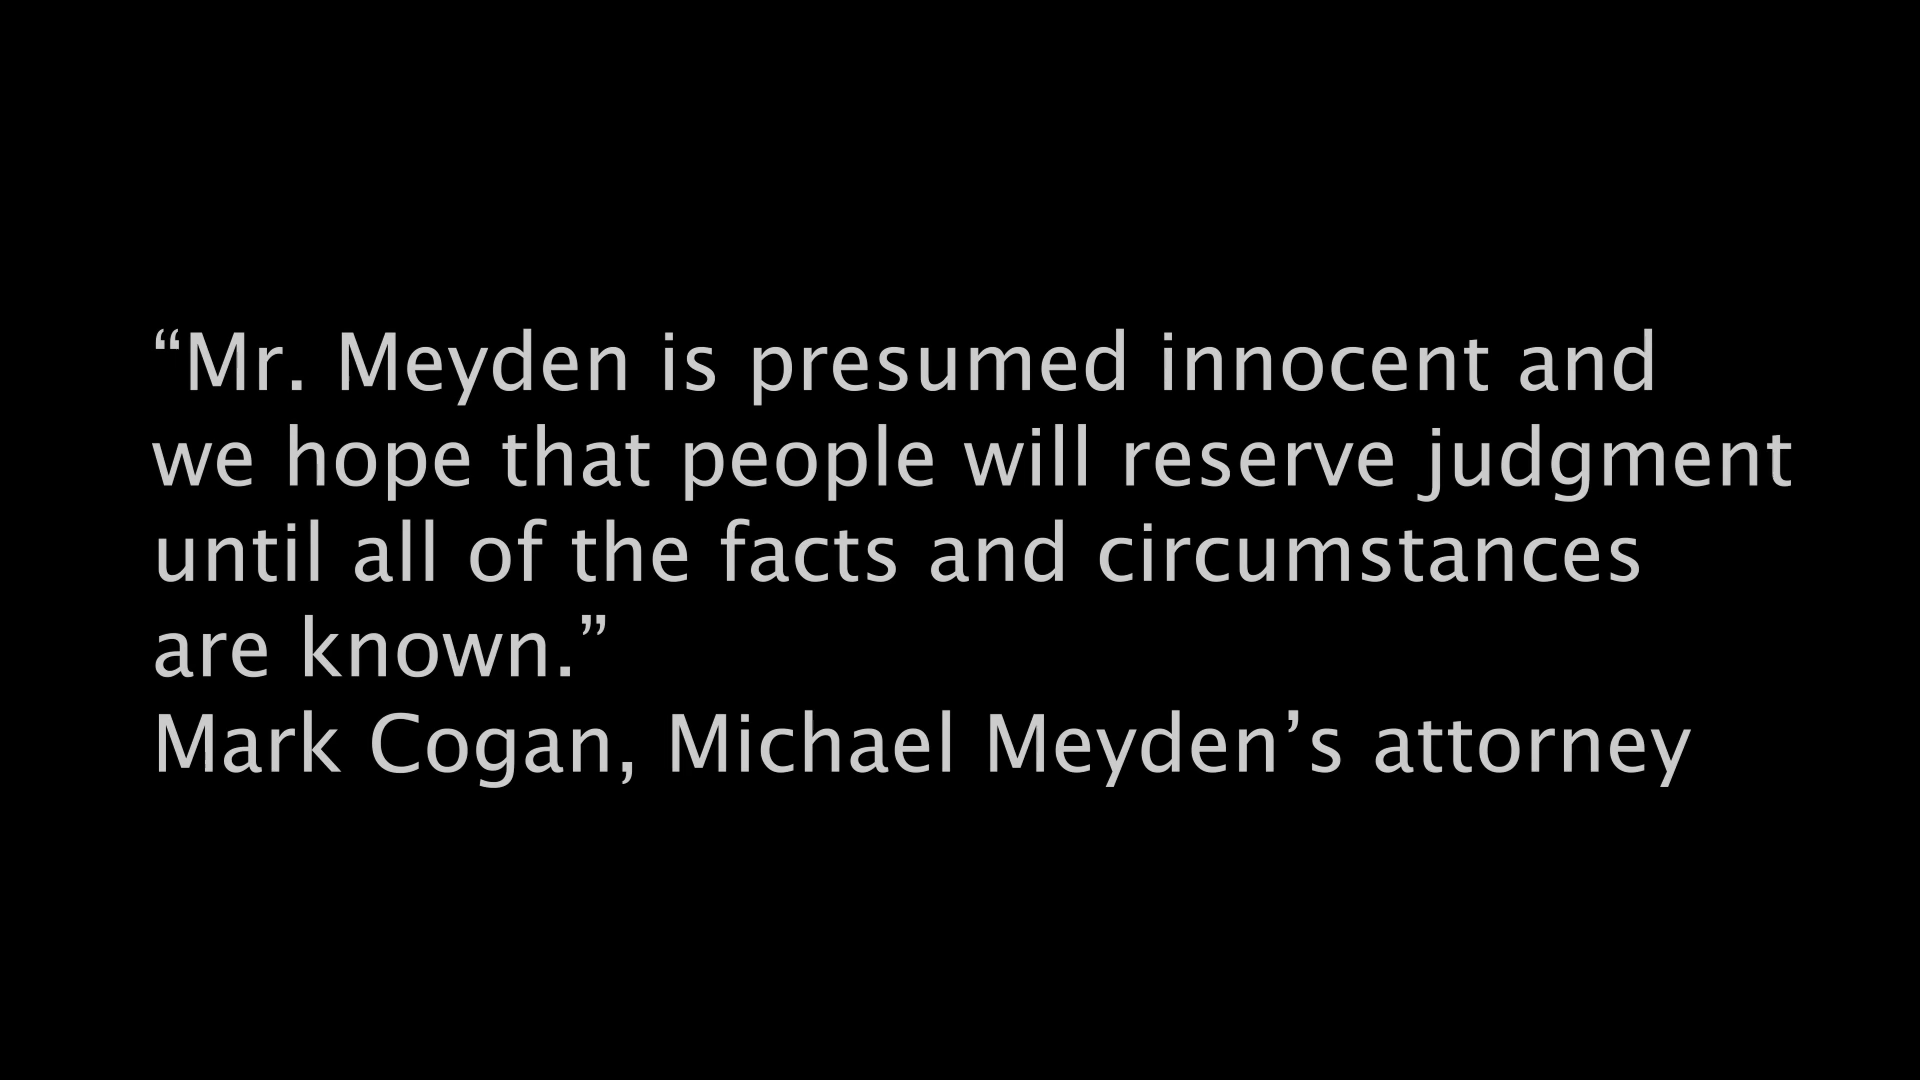 “Mr. Meyden is presumed innocent and
we hope that people will reserve judgment
until all of the facts and circumstances
are known.”
Mark Cogan, Michael Meyden’s attorney